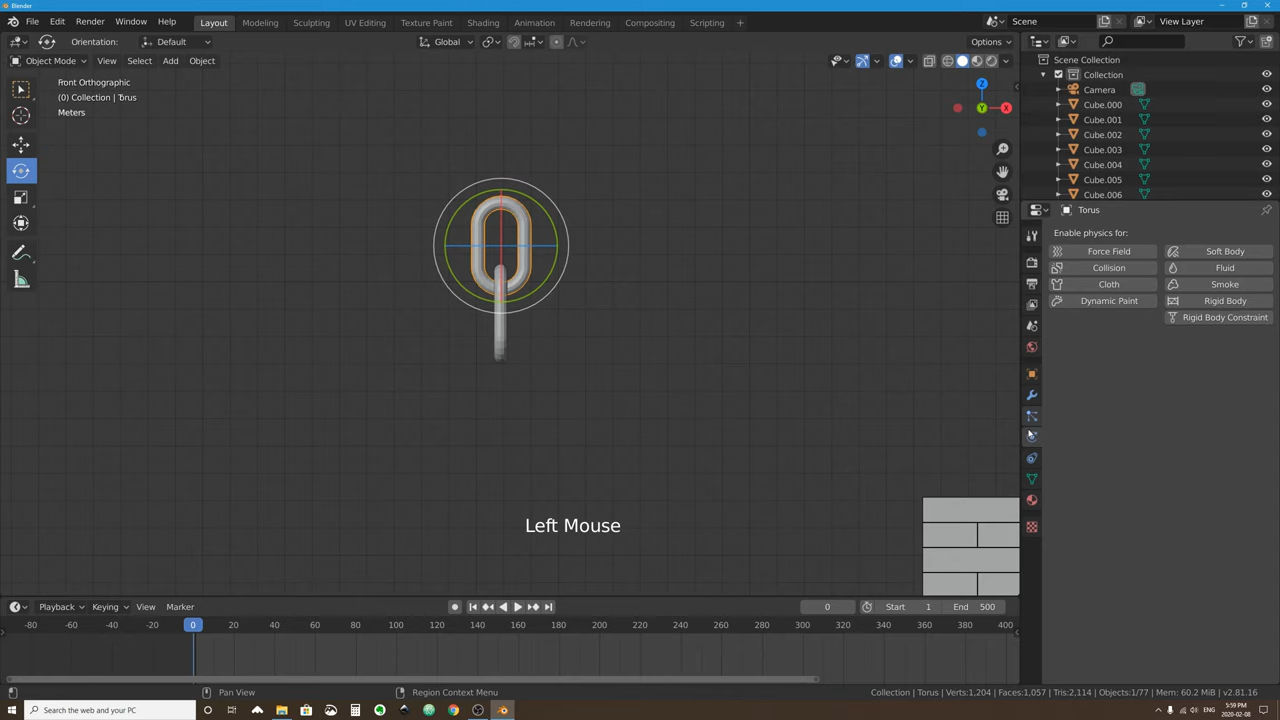 Blender
File Edit Render Window Help Layout Modeling Sculpting UV Editing Texture Paint Shading Animation Rendering Compositing Scripting + Scene View Layer
Orientation: Default Global Options
Object Mode View Select Add Object
Front Orthographic
(0) Collection | Torus
Meters
Z
Y
X
Scene Collection
Collection
Camera
Cube.000
Cube.001
Cube.002
Cube.003
Cube.004
Cube.005
Cube.006
Torus
Enable physics for:
Force Field Soft Body
Collision Fluid
Cloth Smoke
Dynamic Paint Rigid Body
Rigid Body Constraint
Left Mouse
Playback Keying View Marker 0 Start 1 End 500
-80 -60 -40 -20 0 20 40 60 80 100 120 140 160 180 200 220 240 260 280 300 320 340 360 380 400
Pan View Region Context Menu Collection | Torus | Verts:1,204 | Faces:1,057 | Tris:2,114 | Objects:1/77 | Mem: 60.2 MiB | v2.81.16
Search the web and your PC ENG 5:59 PM
2020-02-08